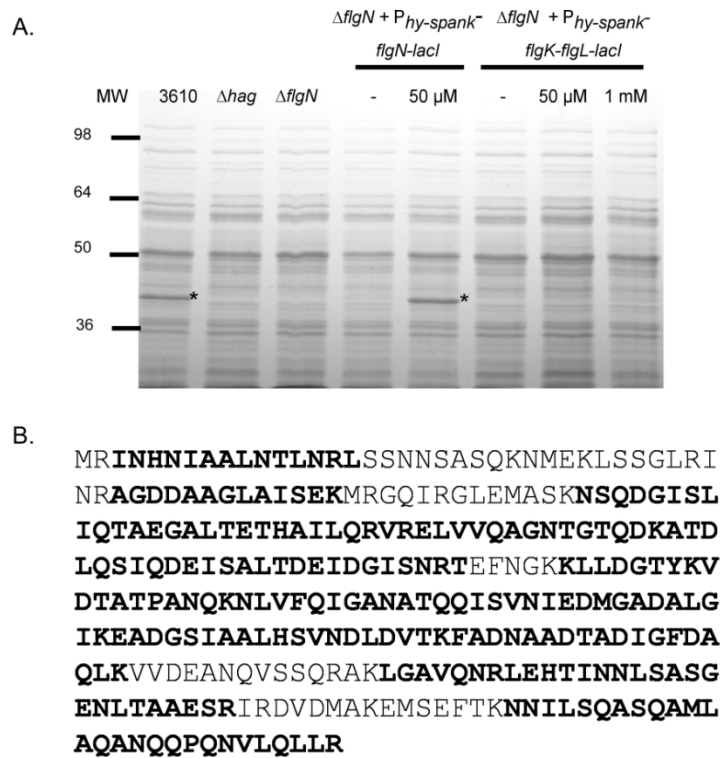 A.
ΔflgN + Phy-spank- ΔflgN + Phy-spank-
flgN-lacI flgK-flgL-lacI
MW 3610 Δhag ΔflgN - 50 µM - 50 µM 1 mM
98
64
50
* *
36
B.
MRINHNIAALNTLNRLSSNNSASQKNMEKLSSGLRI
NRAGDDAAGLAISEKMRGQIRGLEMASKNSQDGISL
IQTAEGALTETHAILQRVRELVVQAGNTGTQDKATD
LQSIQDEISALTDEIDGISNRTEFNGKKLLDGTYKV
DTATPANQKNLVFQIGANATQQISVNIEDMGADALG
IKEADGSIAALHSVNDLDVTKFADNAADTADIGFDA
QLKVVDEANQVSSQRAKLGAVQNRLEHTINNLSASG
ENLTAAESRIRDVDMAKEMSEFTKNNILSQASQAML
AQANQQPQNVLQLLR